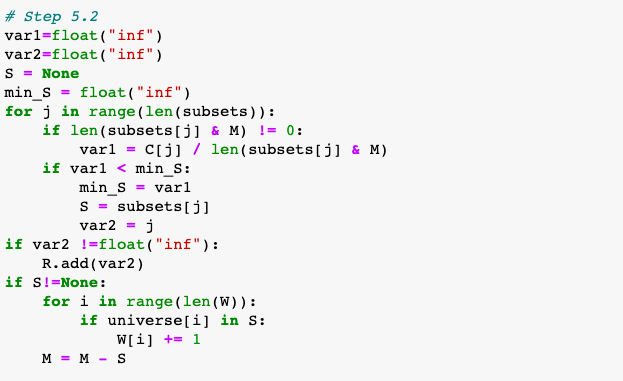 # Step 5.2
var1=float("inf")
var2=float("inf")
S = None
min_S = float("inf")
for j in range(len(subsets)):
    if len(subsets[j] & M) != 0:
        var1 = C[j] / len(subsets[j] & M)
    if var1 < min_S:
        min_S = var1
        S = subsets[j]
        var2 = j
if var2 !=float("inf"):
    R.add(var2)
if S!=None:
    for i in range(len(W)):
        if universe[i] in S:
            W[i] += 1
    M = M - S